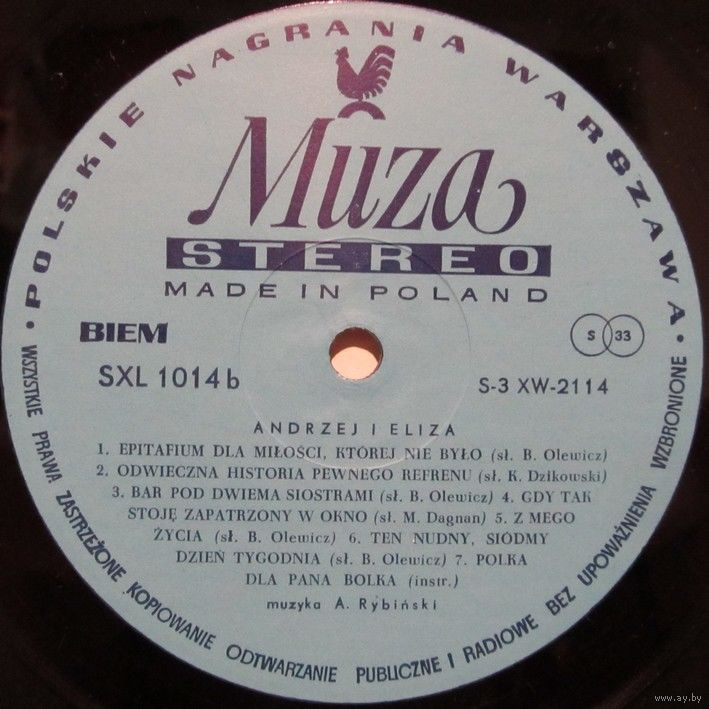 • POLSKIE NAGRANIA WARSZAWA •
Muza
STEREO
MADE IN POLAND
BIEM
S 33
SXL 1014b
S-3 XW-2114
ANDRZEJ I ELIZA
1. EPITAFIUM DLA MIŁOŚCI, KTÓREJ NIE BYŁO (sł. B. Olewicz)
2. ODWIECZNA HISTORIA PEWNEGO REFRENU (sł. K. Dzikowski)
3. BAR POD DWIEMA SIOSTRAMI (sł. B. Olewicz) 4. GDY TAK
STOJĘ ZAPATRZONY W OKNO (sł. M. Dagnan) 5. Z MEGO
ŻYCIA (sł. B. Olewicz) 6. TEN NUDNY, SIÓDMY
DZIEŃ TYGODNIA (sł. B. Olewicz) 7. POLKA
DLA PANA BOLKA (instr.)
muzyka A. Rybiński
WSZYSTKIE PRAWA ZASTRZEŻONE KOPIOWANIE ODTWARZANIE PUBLICZNE I RADIOWE BEZ UPOWAŻNIENIA WZBRONIONE
www.ay.by